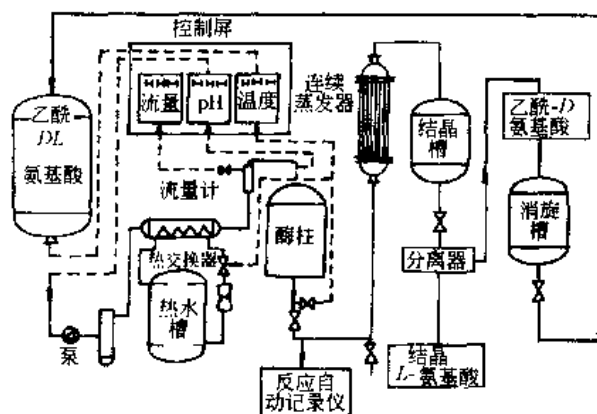 控制屏
流量
pH
温度
连续
蒸发器
乙酰
DL
氨基酸
结晶
槽
乙酰-D
氨基酸
流量计
酶柱
消旋
槽
热交换器
分离器
热水
槽
泵
结晶
L-氨基酸
反应自
动记录仪